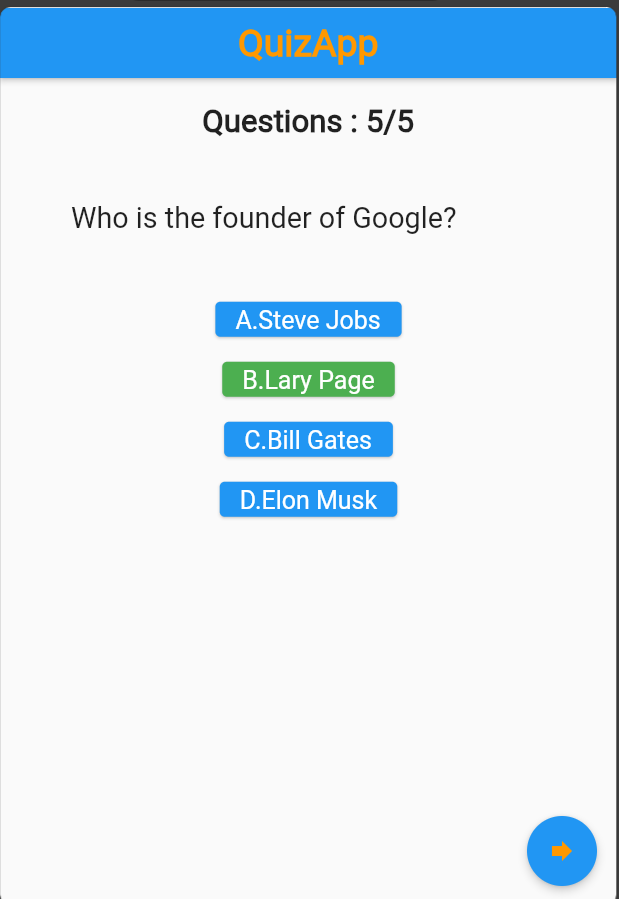 QuizApp
Questions : 5/5
Who is the founder of Google?
A.Steve Jobs
B.Lary Page
C.Bill Gates
D.Elon Musk